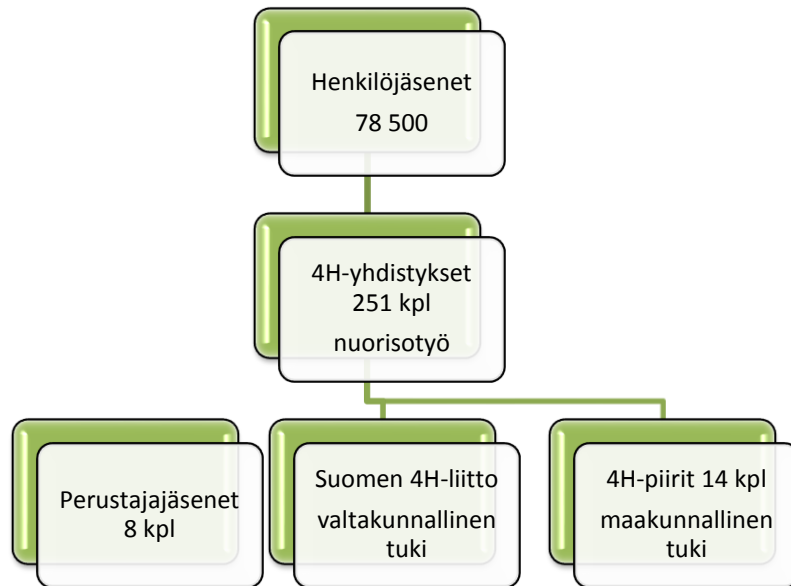 Henkilöjäsenet
78 500
4H-yhdistykset
251 kpl
nuorisotyö
Perustajajäsenet
8 kpl
Suomen 4H-liitto
valtakunnallinen
tuki
4H-piirit 14 kpl
maakunnallinen
tuki